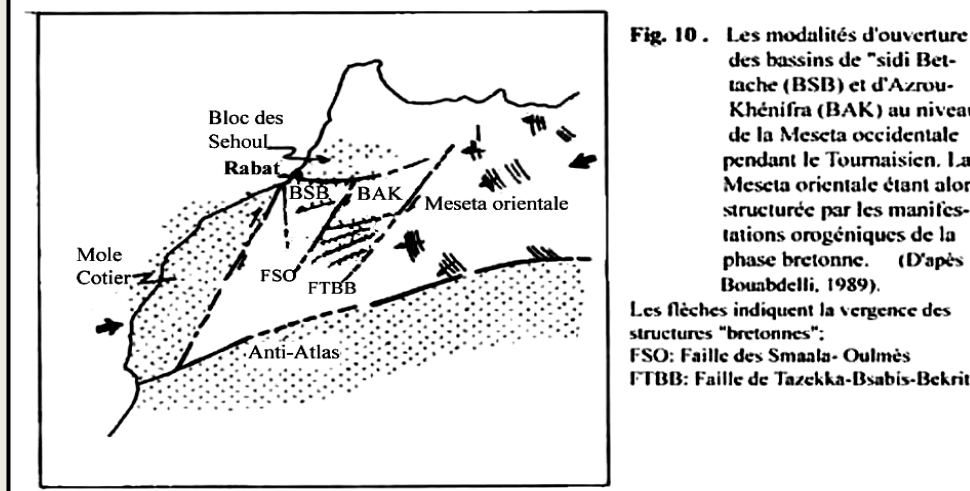 Bloc des
Sehoul
Rabat
BSB
BAK
Meseta orientale
Mole
Cotier
FSO
FTBB
Anti-Atlas
Fig. 10 . Les modalités d'ouverture
des bassins de "sidi Bet-
tache (BSB) et d'Azrou-
Khénifra (BAK) au niveau
de la Meseta occidentale
pendant le Tournaisien. La
Meseta orientale étant alor
structurée par les manifes-
tations orogéniques de la
phase bretonne. (D'apès
Bouabdelli, 1989).
Les flèches indiquent la vergence des
structures "bretonnes":
FSO: Faille des Smaala- Oulmès
FTBB: Faille de Tazekka-Bsabis-Bekrit